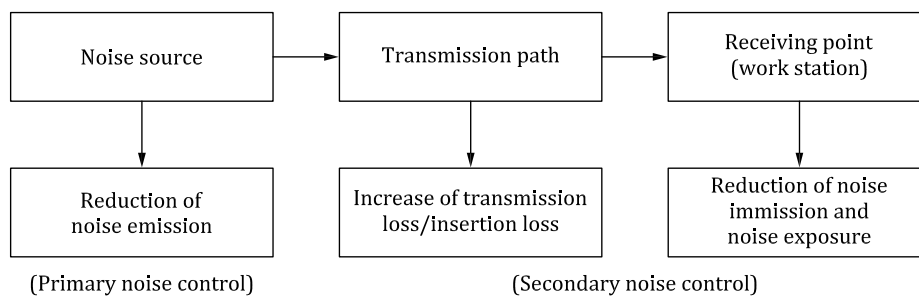 Noise source
Transmission path
Receiving point
(work station)
Reduction of
noise emission
Increase of transmission
loss/insertion loss
Reduction of noise
immission and
noise exposure
(Primary noise control)
(Secondary noise control)